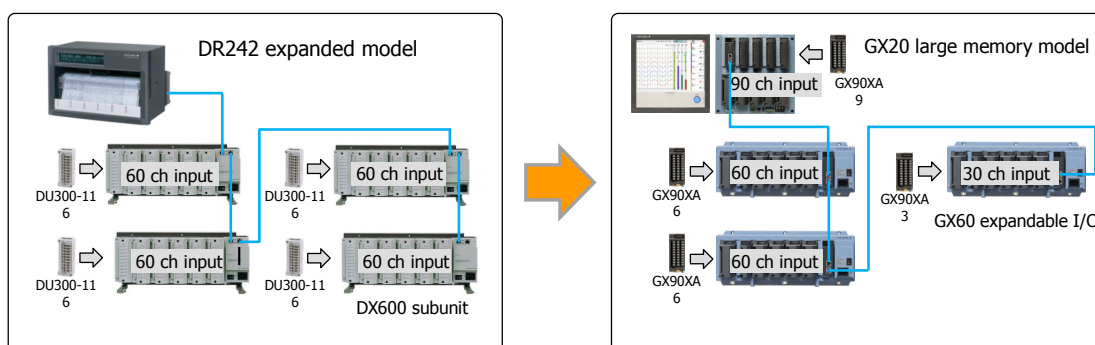 DR242 expanded model
60 ch input
DU300-11
6
60 ch input
DU300-11
6
60 ch input
DU300-11
6
60 ch input
DU300-11
6
DX600 subunit
GX20 large memory model
90 ch input
GX90XA
9
60 ch input
GX90XA
6
30 ch input
GX90XA
3
GX60 expandable I/O
60 ch input
GX90XA
6